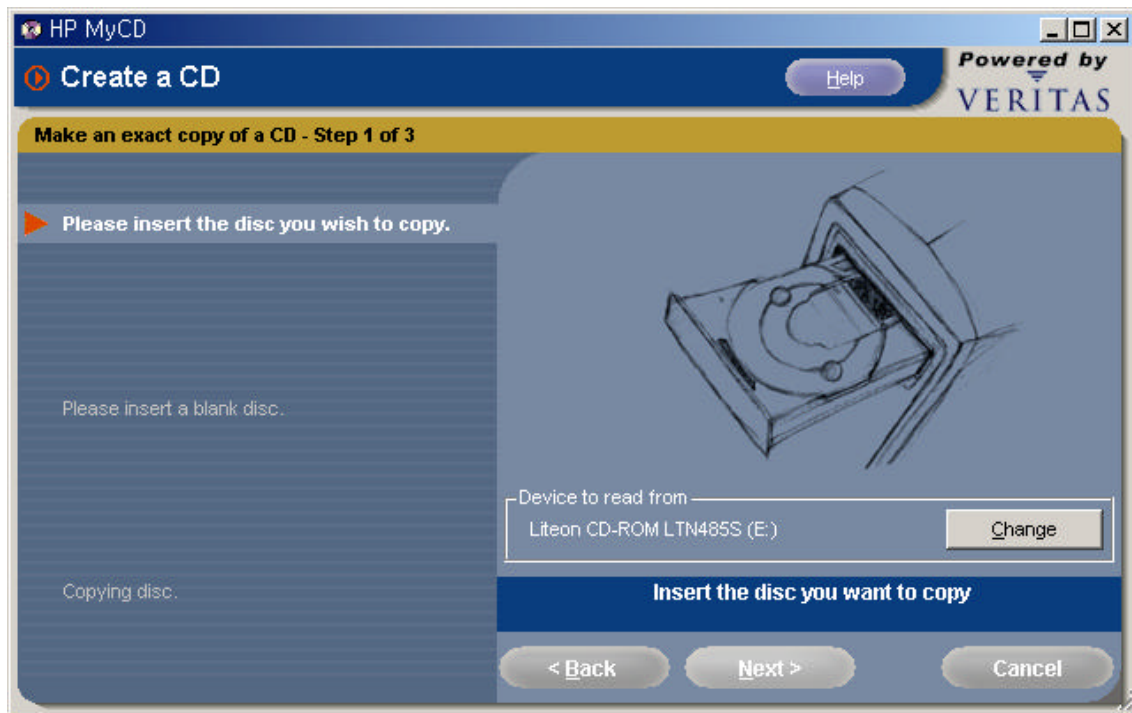 HP MyCD
Create a CD
Help
Powered by
VERITAS
Make an exact copy of a CD - Step 1 of 3
Please insert the disc you wish to copy.
Please insert a blank disc.
Device to read from
Liteon CD-ROM LTN485S (E:)
Change
Copying disc.
Insert the disc you want to copy
< Back
Next >
Cancel